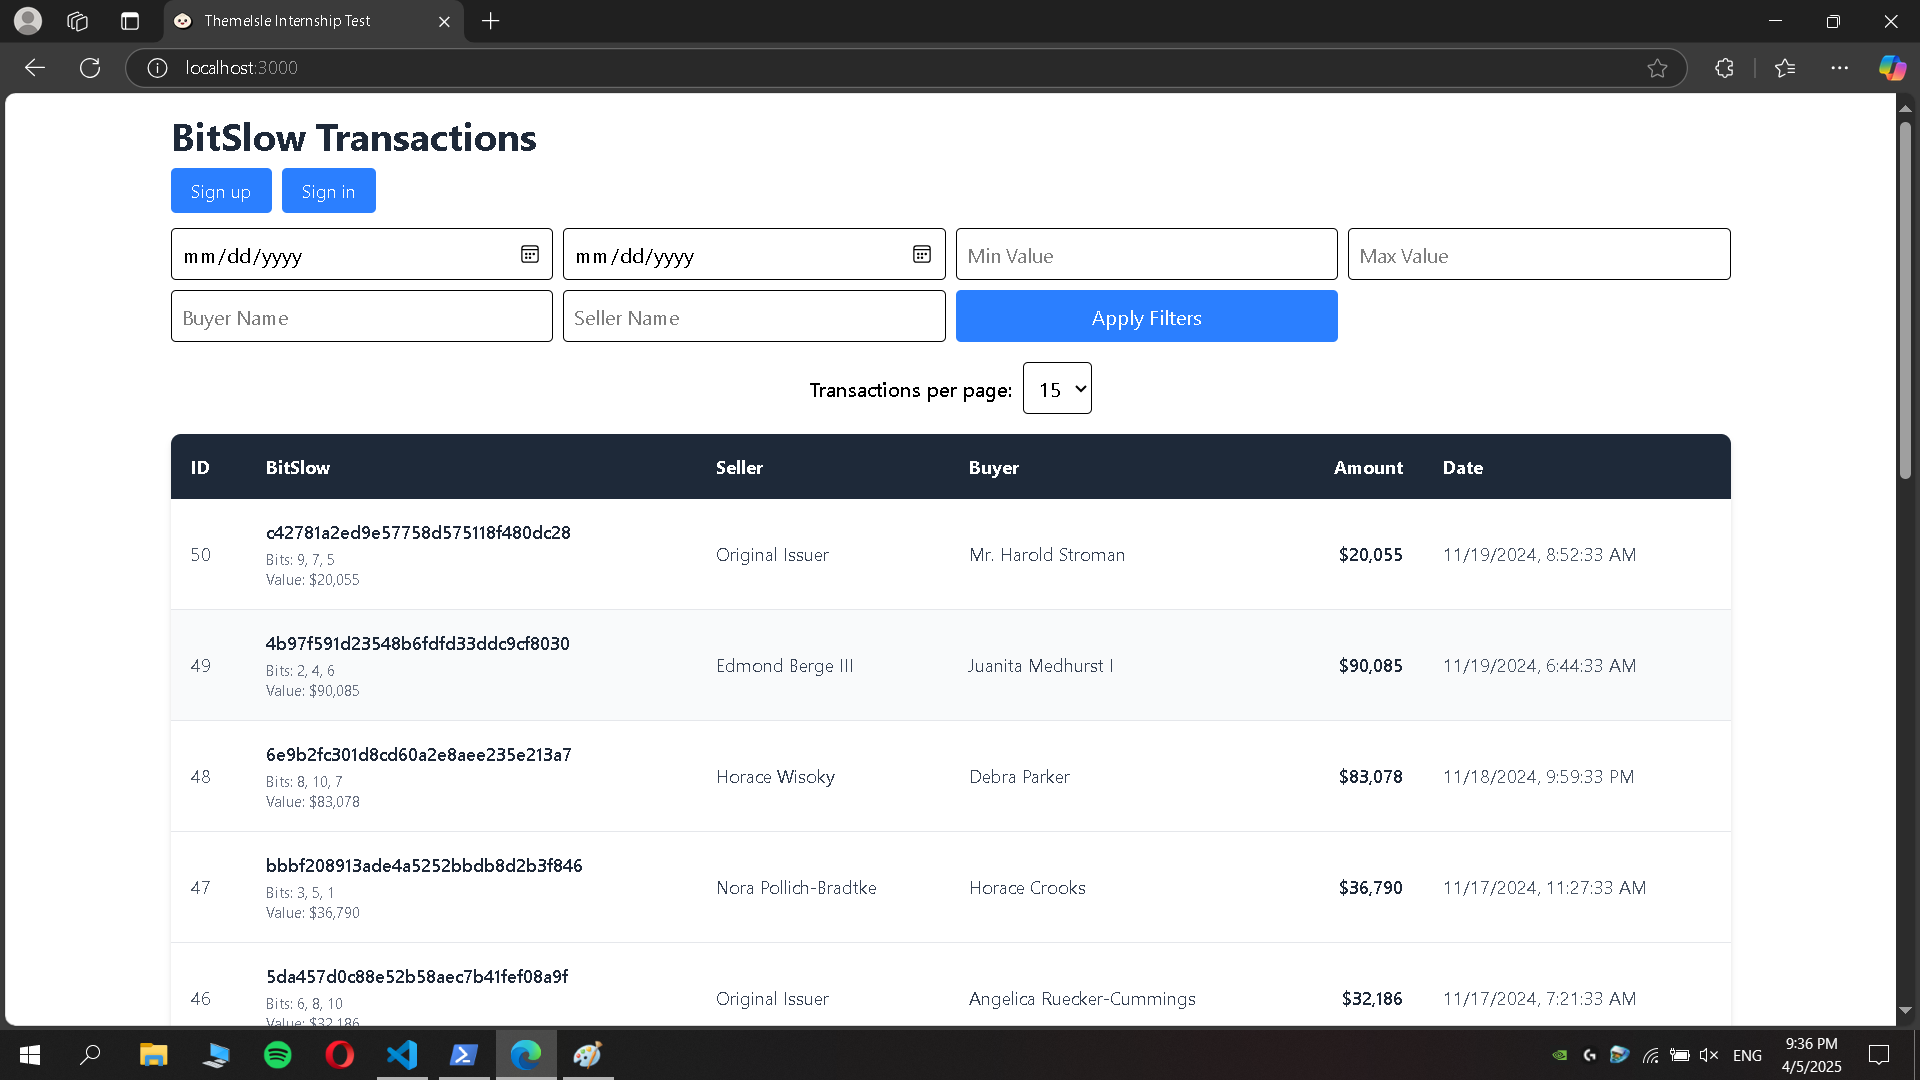 ThemeIsle Internship Test
localhost:3000
BitSlow Transactions
Sign up Sign in
mm/dd/yyyy mm/dd/yyyy Min Value Max Value
Buyer Name Seller Name Apply Filters
Transactions per page: 15
ID BitSlow Seller Buyer Amount Date
c42781a2ed9e57758d575118f480dc28
50 Original Issuer Mr. Harold Stroman $20,055 11/19/2024, 8:52:33 AM
Bits: 9, 7, 5
Value: $20,055
4b97f591d23548b6fdfd33ddc9cf8030
49 Edmond Berge III Juanita Medhurst I $90,085 11/19/2024, 6:44:33 AM
Bits: 2, 4, 6
Value: $90,085
6e9b2fc301d8cd60a2e8aee235e213a7
48 Horace Wisoky Debra Parker $83,078 11/18/2024, 9:59:33 PM
Bits: 8, 10, 7
Value: $83,078
bbbf208913ade4a5252bbdb8d2b3f846
47 Nora Pollich-Bradtke Horace Crooks $36,790 11/17/2024, 11:27:33 AM
Bits: 3, 5, 1
Value: $36,790
5da457d0c88e52b58aec7b41fef08a9f
46 Original Issuer Angelica Ruecker-Cummings $32,186 11/17/2024, 7:21:33 AM
Bits: 6, 8, 10
Value: $32,186
ENG 9:36 PM
4/5/2025